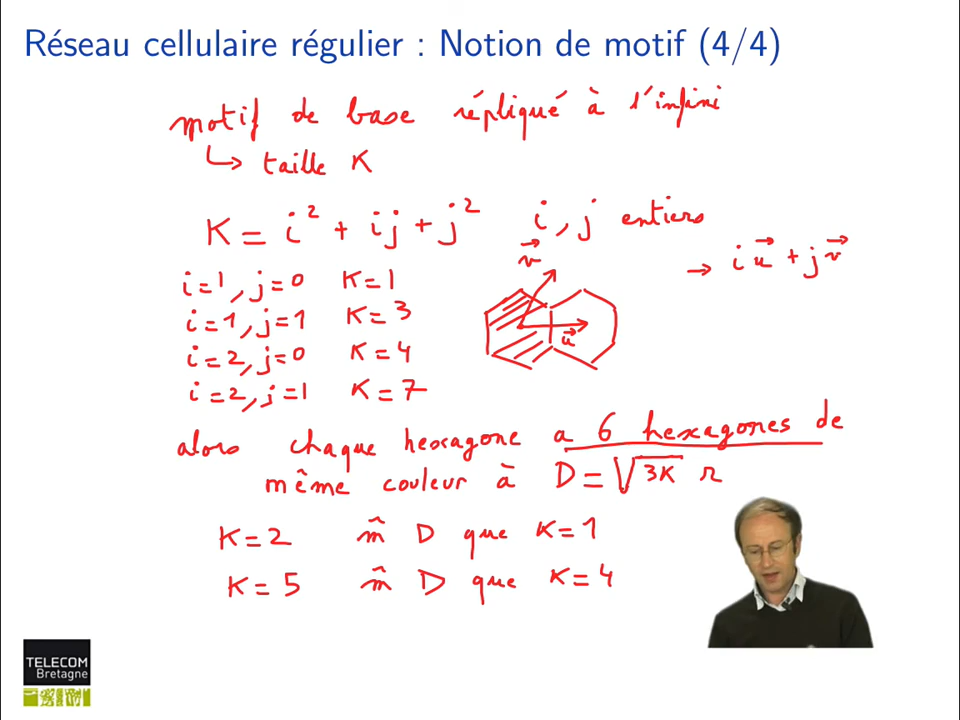 Réseau cellulaire régulier : Notion de motif (4/4)
motif de base répliqué à l'infini
↳ taille K
K = i² + ij + j² i, j entiers
→ i u⃗ + j v⃗
v⃗
i=1, j=0 K=1
i=1, j=1 K=3
u⃗
i=2, j=0 K=4
i=2, j=1 K=7
alors chaque hexagone a 6 hexagones de
même couleur à D = √3K r
K=2 m̂ D que K=1
K=5 m̂ D que K=4
TELECOM
Bretagne